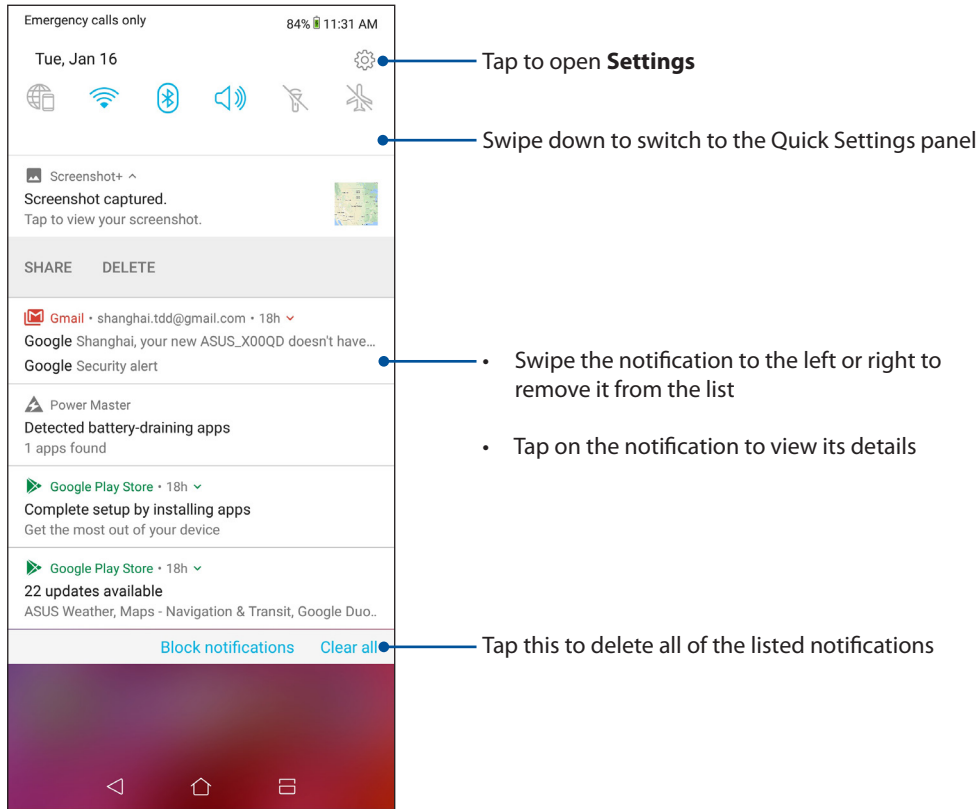 Emergency calls only 84% 11:31 AM
Tue, Jan 16
Tap to open Settings
Swipe down to switch to the Quick Settings panel
Screenshot+
Screenshot captured.
Tap to view your screenshot.
SHARE DELETE
Gmail • shanghai.tdd@gmail.com • 18h
Google Shanghai, your new ASUS_X00QD doesn't have...
Google Security alert
• Swipe the notification to the left or right to
remove it from the list
• Tap on the notification to view its details
Power Master
Detected battery-draining apps
1 apps found
Google Play Store • 18h
Complete setup by installing apps
Get the most out of your device
Google Play Store • 18h
22 updates available
ASUS Weather, Maps - Navigation & Transit, Google Duo..
Block notifications Clear all
Tap this to delete all of the listed notifications